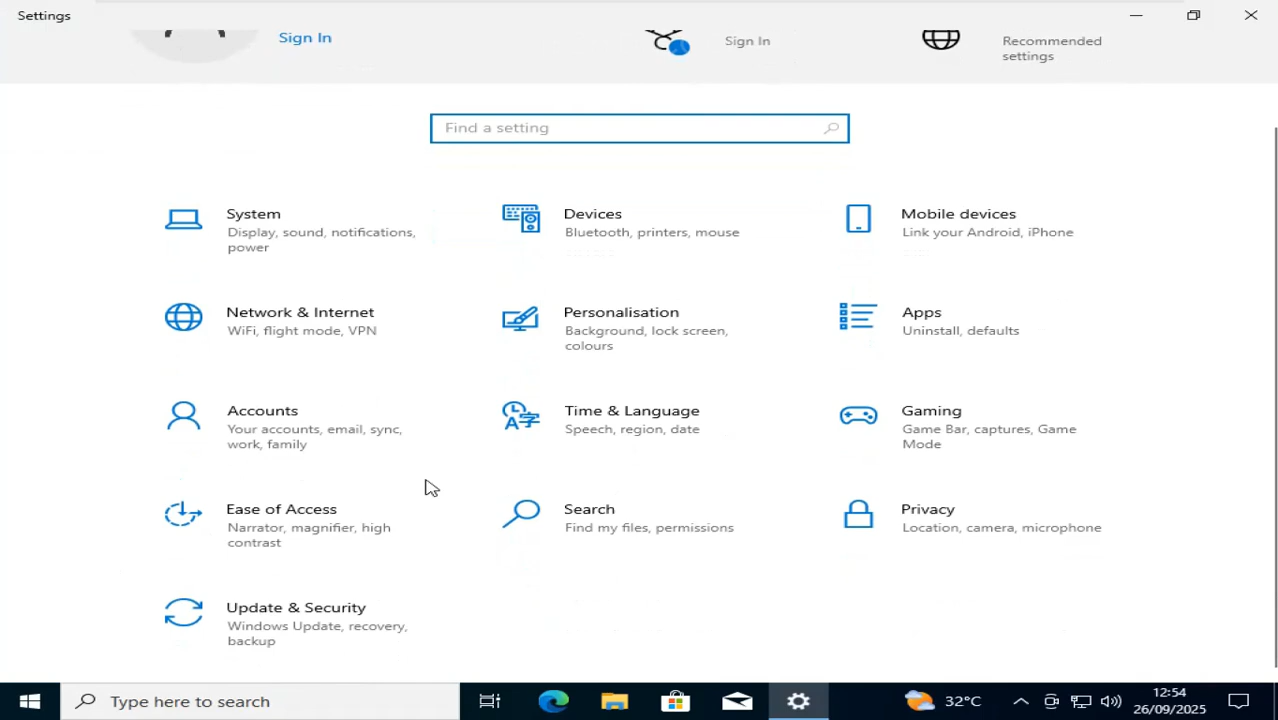 Settings
Sign In
Sign In
Recommended
settings
Find a setting
System
Display, sound, notifications,
power
Devices
Bluetooth, printers, mouse
Mobile devices
Link your Android, iPhone
Network & Internet
WiFi, flight mode, VPN
Personalisation
Background, lock screen,
colours
Apps
Uninstall, defaults
Accounts
Your accounts, email, sync,
work, family
Time & Language
Speech, region, date
Gaming
Game Bar, captures, Game
Mode
Ease of Access
Narrator, magnifier, high
contrast
Search
Find my files, permissions
Privacy
Location, camera, microphone
Update & Security
Windows Update, recovery,
backup
Type here to search
32°C
12:54
26/09/2025